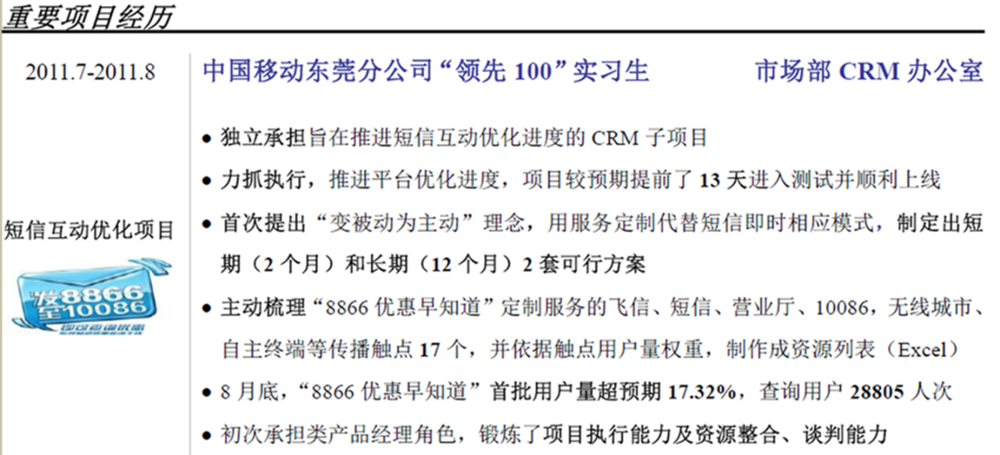 重要项目经历
2011.7-2011.8
中国移动东莞分公司“领先 100”实习生
市场部 CRM 办公室
● 独立承担旨在推进短信互动优化进度的 CRM 子项目
● 力抓执行，推进平台优化进度，项目较预期提前了 13 天进入测试并顺利上线
短信互动优化项目
发8866
至10086
即可查询优惠
● 首次提出“变被动为主动”理念，用服务定制代替短信即时相应模式，制定出短
期（2 个月）和长期（12 个月）2 套可行方案
● 主动梳理“8866 优惠早知道”定制服务的飞信、短信、营业厅、10086，无线城市、
自主终端等传播触点 17 个，并依据触点用户量权重，制作成资源列表（Excel）
● 8 月底，“8866 优惠早知道”首批用户量超预期 17.32%，查询用户 28805 人次
● 初次承担类产品经理角色，锻炼了项目执行能力及资源整合、谈判能力